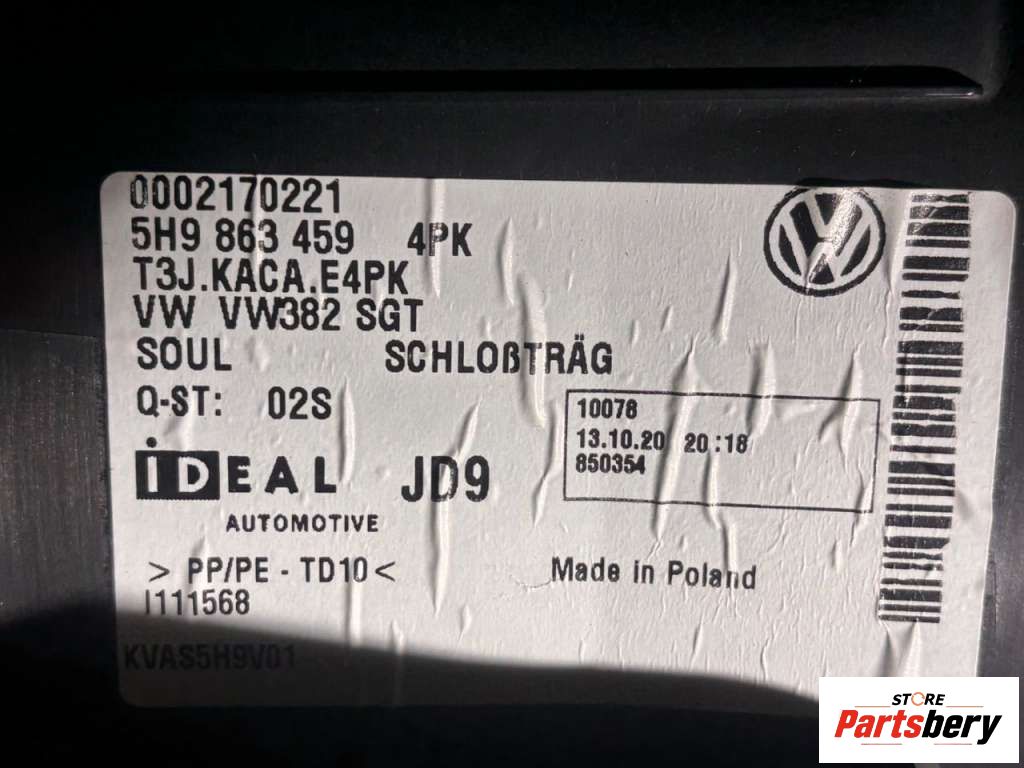 0002170221
5H9 863 459 4PK
T3J.KACA.E4PK
VW VW382 SGT
SOUL SCHLOßTRÄG
Q-ST: 02S
10078
13.10.20 20:18
850354
iDEAL JD9
AUTOMOTIVE
> PP/PE - TD10 <
Made in Poland
I111568
KVAS5H9V01
STORE
Partsbery